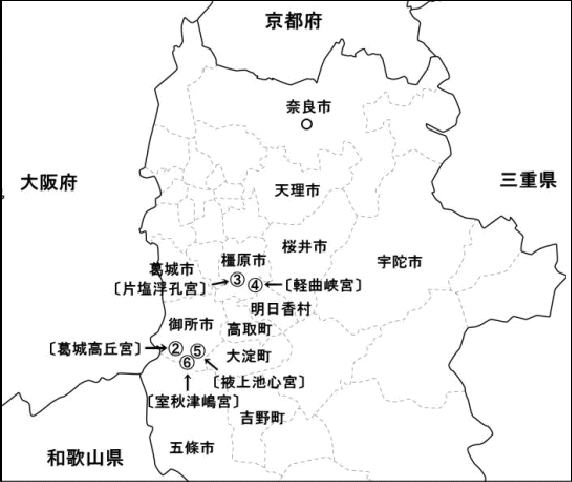 京都府
奈良市
大阪府
三重県
天理市
桜井市
橿原市
宇陀市
葛城市
③
④
〔片塩浮孔宮〕
〔軽曲峡宮〕
明日香村
御所市
高取町
〔葛城高丘宮〕
②
⑤
大淀町
⑥
〔掖上池心宮〕
〔室秋津嶋宮〕
吉野町
五條市
和歌山県